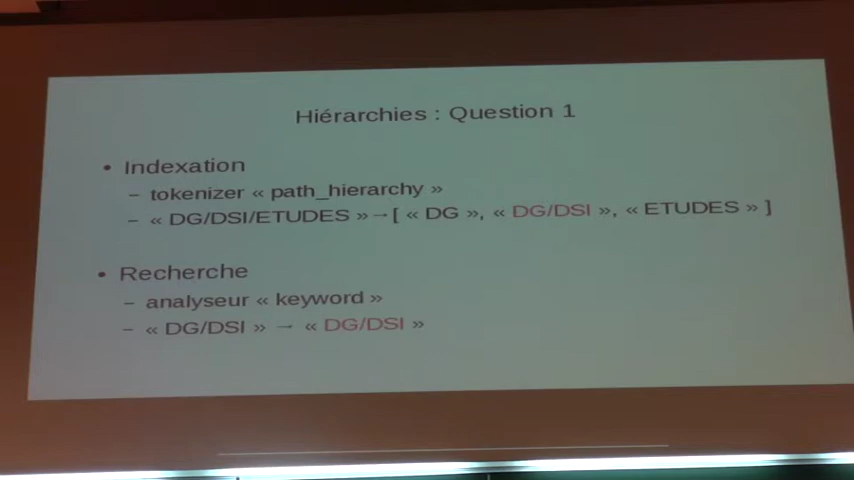 Hiérarchies : Question 1
• Indexation
– tokenizer « path_hierarchy »
– « DG/DSI/ETUDES » → [ « DG », « DG/DSI », « ETUDES » ]
• Recherche
– analyseur « keyword »
– « DG/DSI » → « DG/DSI »